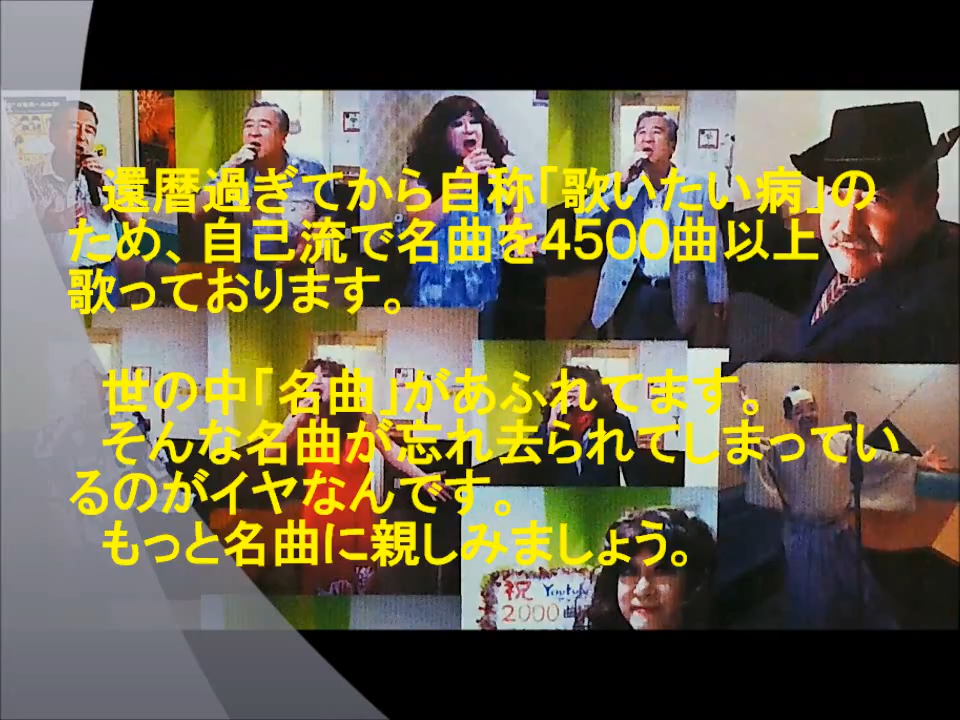 還暦過ぎてから自称「歌いたい病」の
ため、自己流で名曲を4500曲以上
歌っております。
世の中「名曲」があふれてます。
そんな名曲が忘れ去られてしまってい
るのがイヤなんです。
もっと名曲に親しみましょう。
祝 Youtube
2000曲